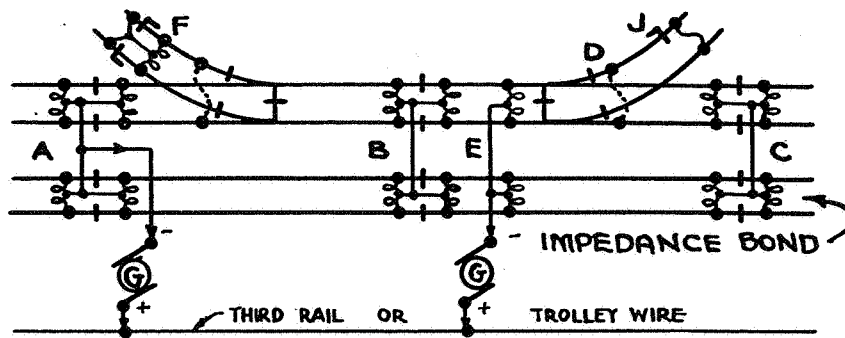 F
J
D
A
B
E
C
- -
IMPEDANCE BOND
G G
+ +
THIRD RAIL OR TROLLEY WIRE